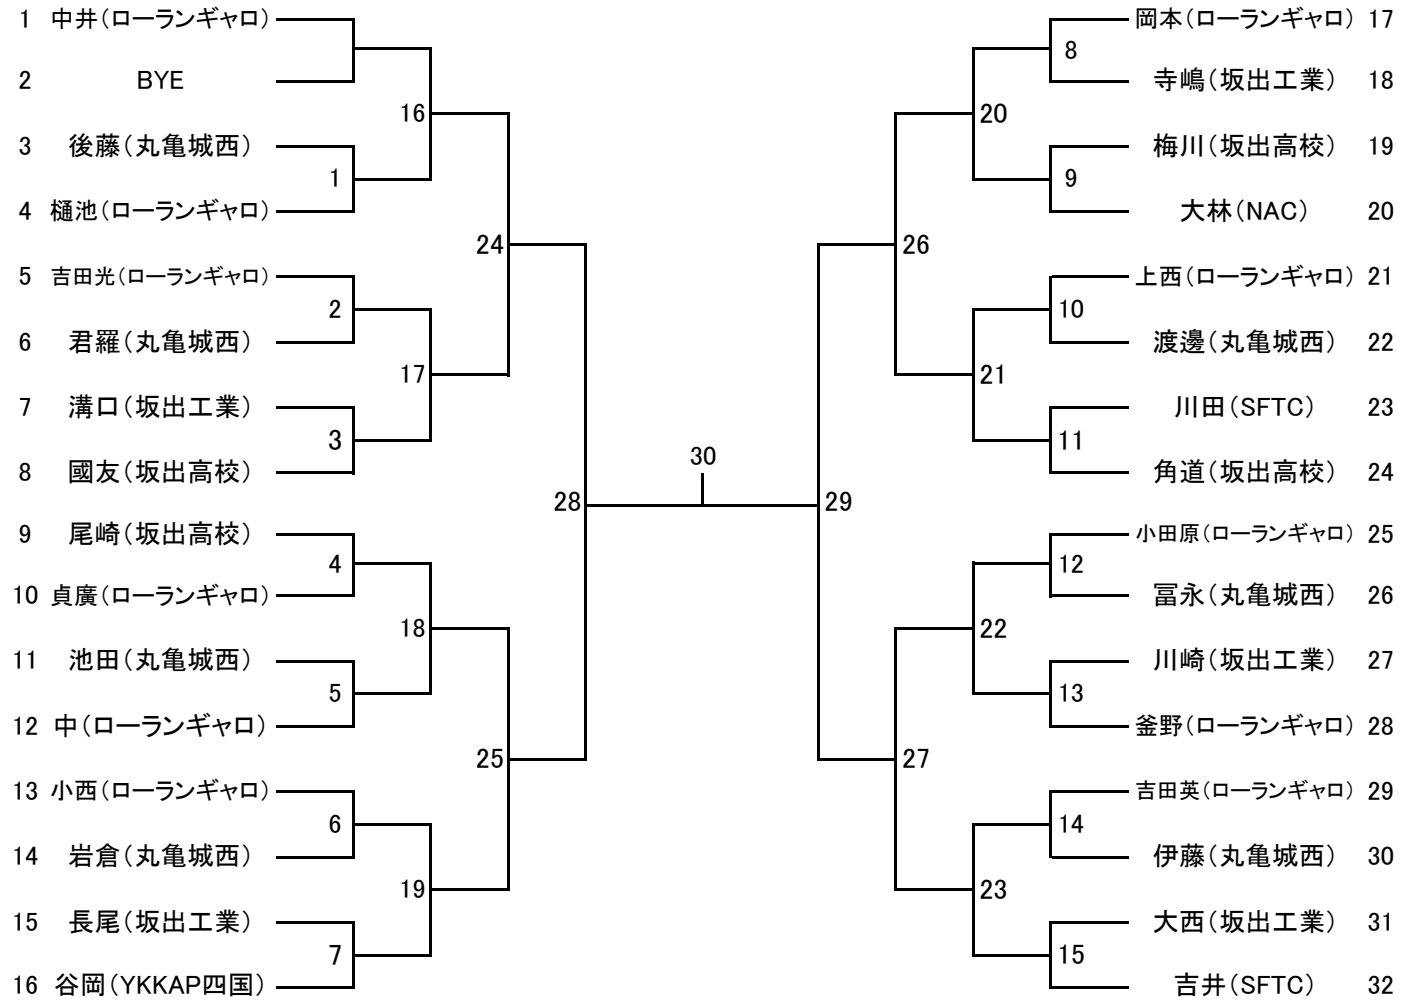 1 中井（ローランギャロ）
2 BYE
3 後藤（丸亀城西）
4 樋池（ローランギャロ）
5 吉田光（ローランギャロ）
6 君羅（丸亀城西）
7 溝口（坂出工業）
8 國友（坂出高校）
9 尾崎（坂出高校）
10 貞廣（ローランギャロ）
11 池田（丸亀城西）
12 中（ローランギャロ）
13 小西（ローランギャロ）
14 岩倉（丸亀城西）
15 長尾（坂出工業）
16 谷岡（YKKAP四国）
1
2
3
4
5
6
7
16
17
18
19
24
25
28
30
29
26
27
20
21
22
23
8
9
10
11
12
13
14
15
岡本（ローランギャロ） 17
寺嶋（坂出工業） 18
梅川（坂出高校） 19
大林（NAC） 20
上西（ローランギャロ） 21
渡邊（丸亀城西） 22
川田（SFTC） 23
角道（坂出高校） 24
小田原（ローランギャロ） 25
冨永（丸亀城西） 26
川崎（坂出工業） 27
釜野（ローランギャロ） 28
吉田英（ローランギャロ） 29
伊藤（丸亀城西） 30
大西（坂出工業） 31
吉井（SFTC） 32